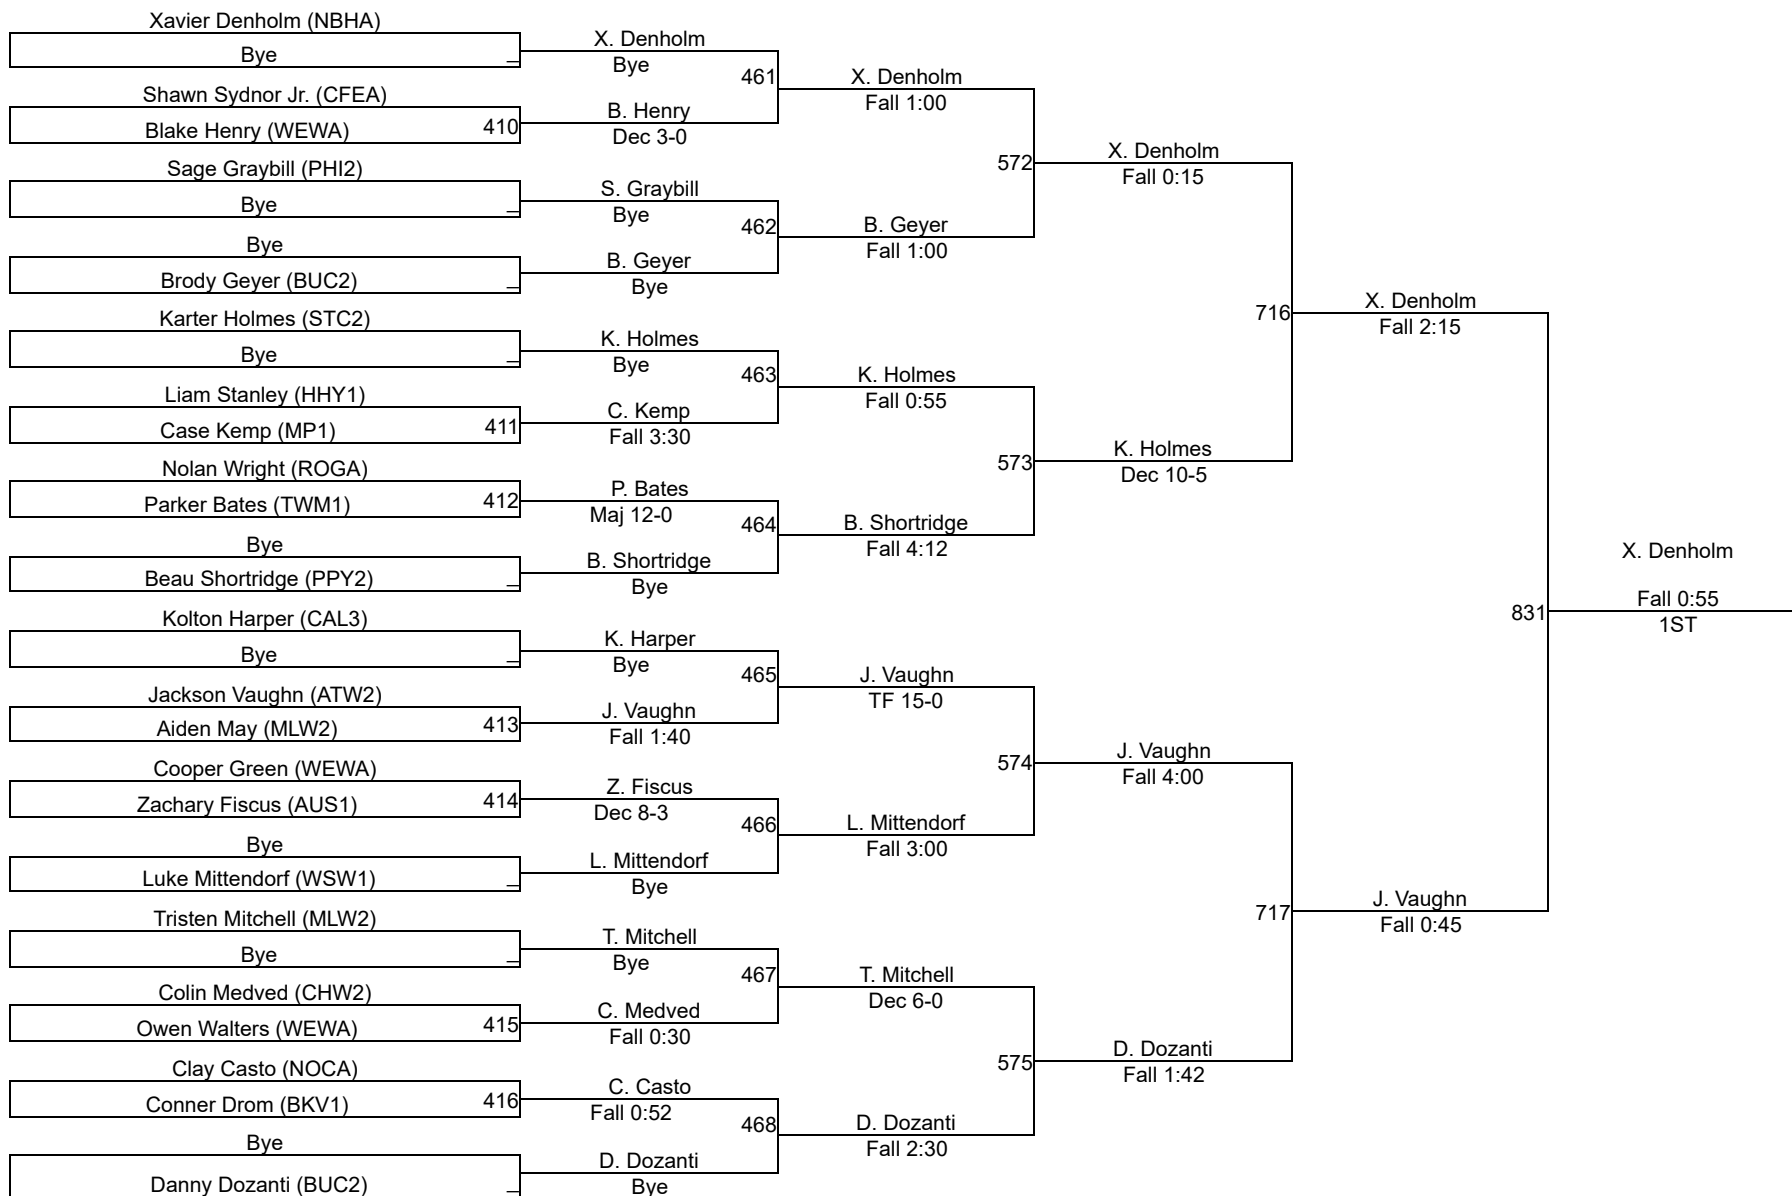 Xavier Denholm (NBHA)
Bye
_
Shawn Sydnor Jr. (CFEA)
Blake Henry (WEWA)
410
Sage Graybill (PHI2)
Bye
_
Bye
Brody Geyer (BUC2)
_
Karter Holmes (STC2)
Bye
_
Liam Stanley (HHY1)
Case Kemp (MP1)
411
Nolan Wright (ROGA)
Parker Bates (TWM1)
412
Bye
Beau Shortridge (PPY2)
_
Kolton Harper (CAL3)
Bye
_
Jackson Vaughn (ATW2)
Aiden May (MLW2)
413
Cooper Green (WEWA)
Zachary Fiscus (AUS1)
414
Bye
Luke Mittendorf (WSW1)
_
Tristen Mitchell (MLW2)
Bye
_
Colin Medved (CHW2)
Owen Walters (WEWA)
415
Clay Casto (NOCA)
Conner Drom (BKV1)
416
Bye
Danny Dozanti (BUC2)
_
X. Denholm
Bye
461
B. Henry
Dec 3-0
S. Graybill
Bye
462
B. Geyer
Bye
K. Holmes
Bye
463
C. Kemp
Fall 3:30
P. Bates
Maj 12-0
464
B. Shortridge
Bye
K. Harper
Bye
465
J. Vaughn
Fall 1:40
Z. Fiscus
Dec 8-3
466
L. Mittendorf
Bye
T. Mitchell
Bye
467
C. Medved
Fall 0:30
C. Casto
Fall 0:52
468
D. Dozanti
Bye
X. Denholm
Fall 1:00
572
B. Geyer
Fall 1:00
K. Holmes
Fall 0:55
573
B. Shortridge
Fall 4:12
J. Vaughn
TF 15-0
574
L. Mittendorf
Fall 3:00
T. Mitchell
Dec 6-0
575
D. Dozanti
Fall 2:30
X. Denholm
Fall 0:15
716
K. Holmes
Dec 10-5
J. Vaughn
Fall 4:00
717
D. Dozanti
Fall 1:42
X. Denholm
Fall 2:15
831
J. Vaughn
Fall 0:45
X. Denholm
Fall 0:55
1ST